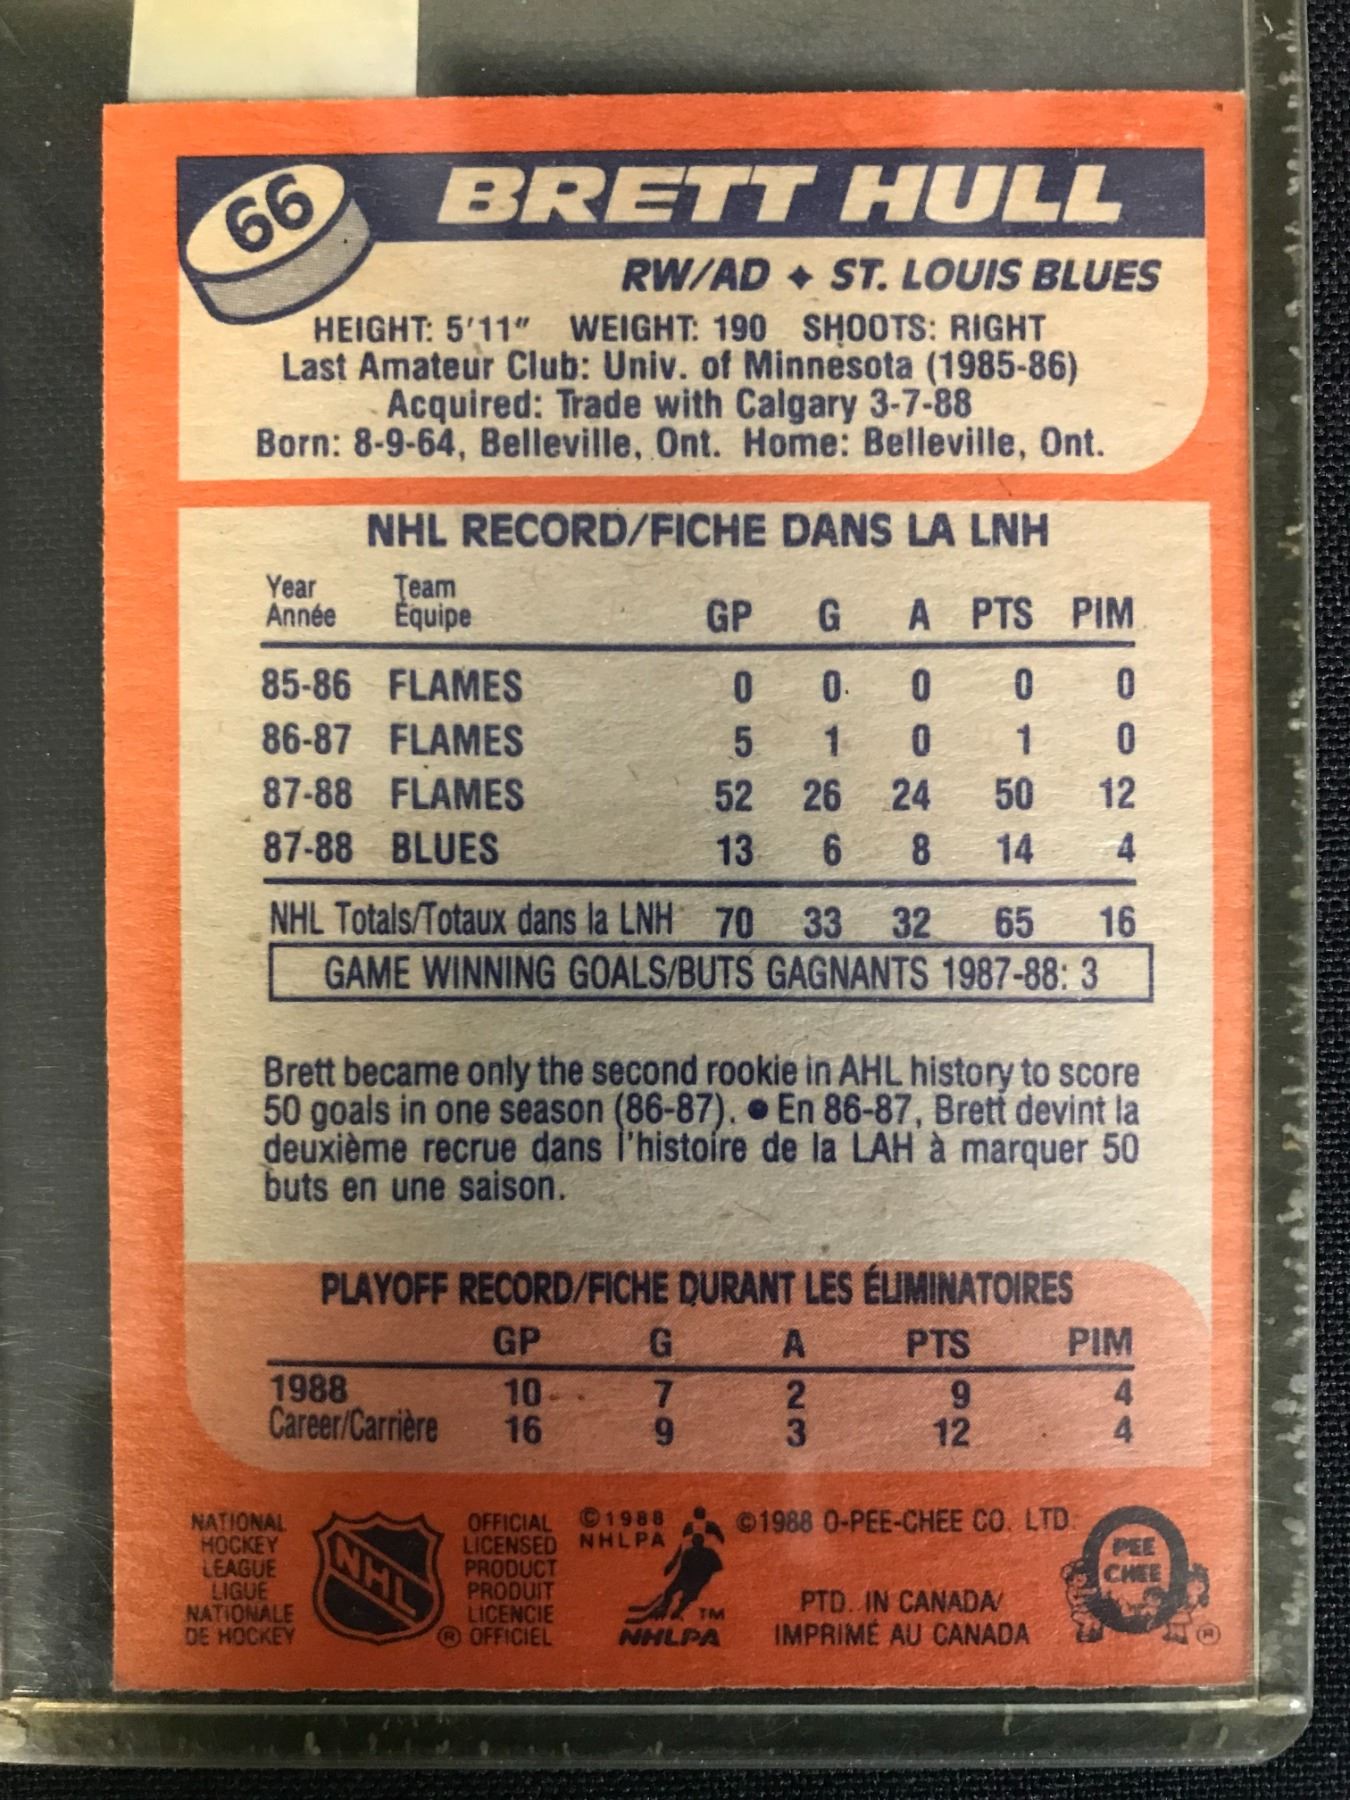 66
BRETT HULL
RW/AD ✦ ST. LOUIS BLUES
HEIGHT: 5'11" WEIGHT: 190 SHOOTS: RIGHT
Last Amateur Club: Univ. of Minnesota (1985-86)
Acquired: Trade with Calgary 3-7-88
Born: 8-9-64, Belleville, Ont. Home: Belleville, Ont.
NHL RECORD/FICHE DANS LA LNH
Year Team
Année Équipe GP G A PTS PIM
85-86 FLAMES 0 0 0 0 0
86-87 FLAMES 5 1 0 1 0
87-88 FLAMES 52 26 24 50 12
87-88 BLUES 13 6 8 14 4
NHL Totals/Totaux dans la LNH 70 33 32 65 16
GAME WINNING GOALS/BUTS GAGNANTS 1987-88: 3
Brett became only the second rookie in AHL history to score
50 goals in one season (86-87). ● En 86-87, Brett devint la
deuxième recrue dans l'histoire de la LAH à marquer 50
buts en une saison.
PLAYOFF RECORD/FICHE DURANT LES ÉLIMINATOIRES
GP G A PTS PIM
1988 10 7 2 9 4
Career/Carrière 16 9 3 12 4
NATIONAL
HOCKEY
LEAGUE
LIGUE
NATIONALE
DE HOCKEY
NHL
OFFICIAL
LICENSED
PRODUCT
PRODUIT
LICENCIE
® OFFICIEL
©1988
NHLPA
TM
NHLPA
©1988 O-PEE-CHEE CO. LTD.
PTD. IN CANADA/
IMPRIMÉ AU CANADA
PEE
CHEE
®